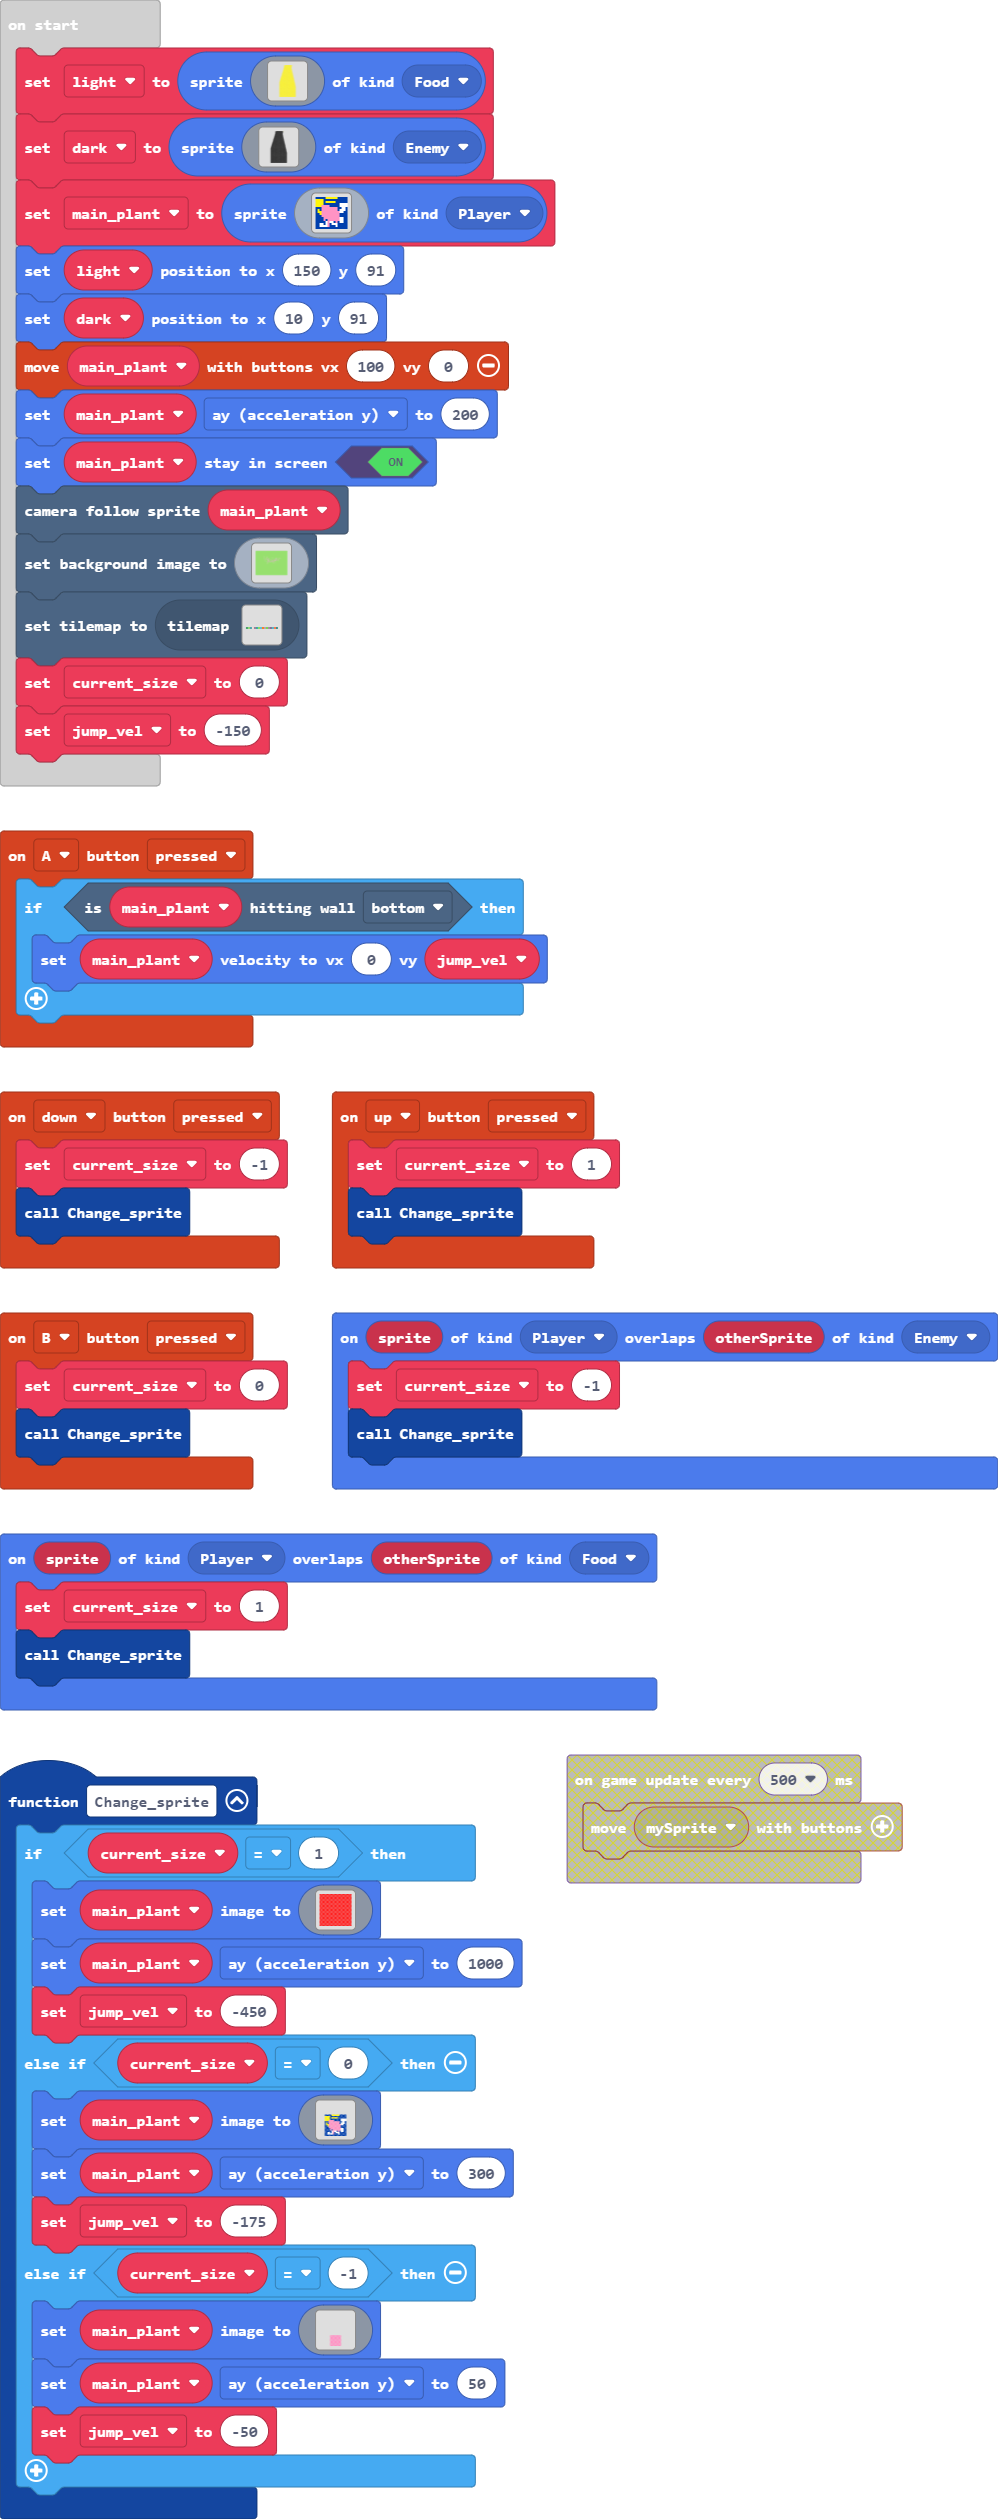 on start
set light to sprite of kind Food
set dark to sprite of kind Enemy
set main_plant to sprite of kind Player
set light position to x 150 y 91
set dark position to x 10 y 91
move main_plant with buttons vx 100 vy 0
set main_plant ay (acceleration y) to 200
set main_plant stay in screen ON
camera follow sprite main_plant
set background image to
set tilemap to tilemap
set current_size to 0
set jump_vel to -150
on A button pressed
if is main_plant hitting wall bottom then
set main_plant velocity to vx 0 vy jump_vel
on down button pressed
set current_size to -1
call Change_sprite
on up button pressed
set current_size to 1
call Change_sprite
on B button pressed
set current_size to 0
call Change_sprite
on sprite of kind Player overlaps otherSprite of kind Enemy
set current_size to -1
call Change_sprite
on sprite of kind Player overlaps otherSprite of kind Food
set current_size to 1
call Change_sprite
function Change_sprite
if current_size = 1 then
set main_plant image to
set main_plant ay (acceleration y) to 1000
set jump_vel to -450
else if current_size = 0 then
set main_plant image to
set main_plant ay (acceleration y) to 300
set jump_vel to -175
else if current_size = -1 then
set main_plant image to
set main_plant ay (acceleration y) to 50
set jump_vel to -50
on game update every 500 ms
move mySprite with buttons